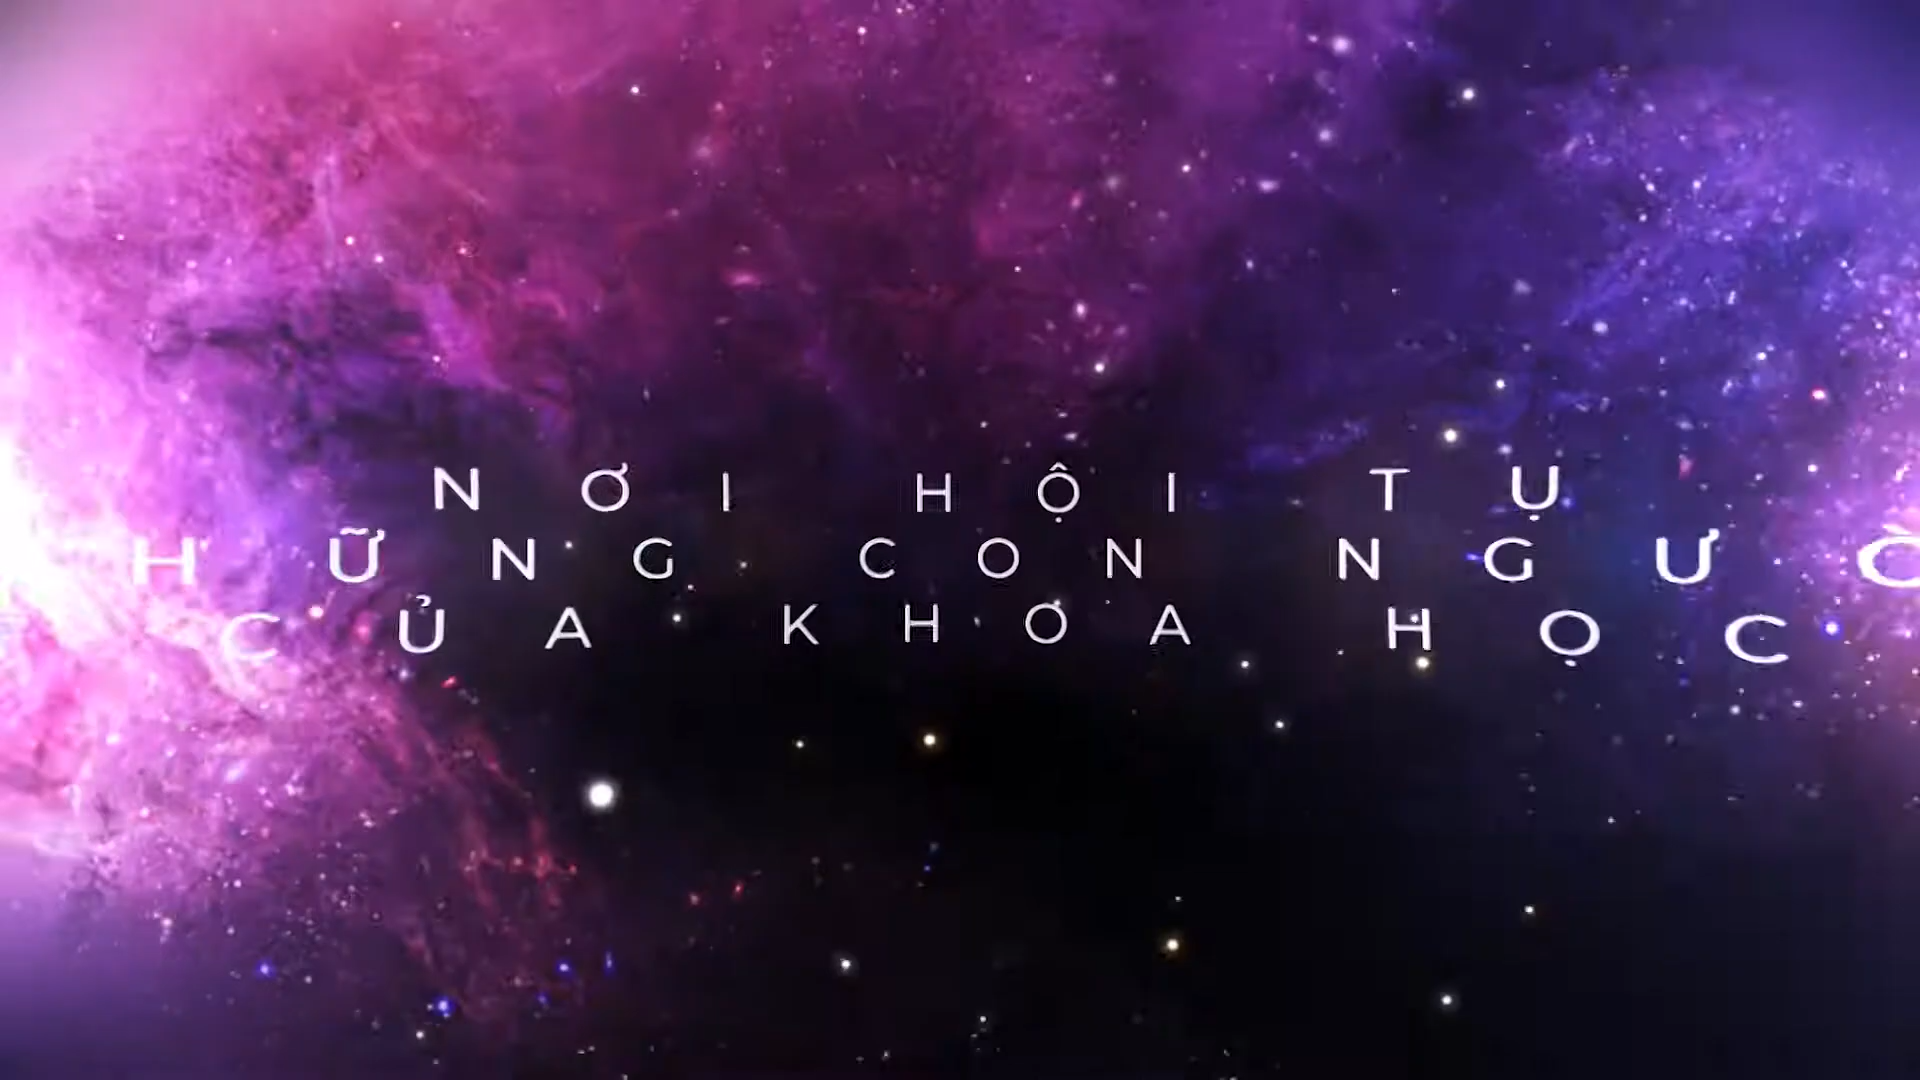 NƠI HỘI TỤ
HỮNG CON NGƯỜ
CỦA KHOA HỌC